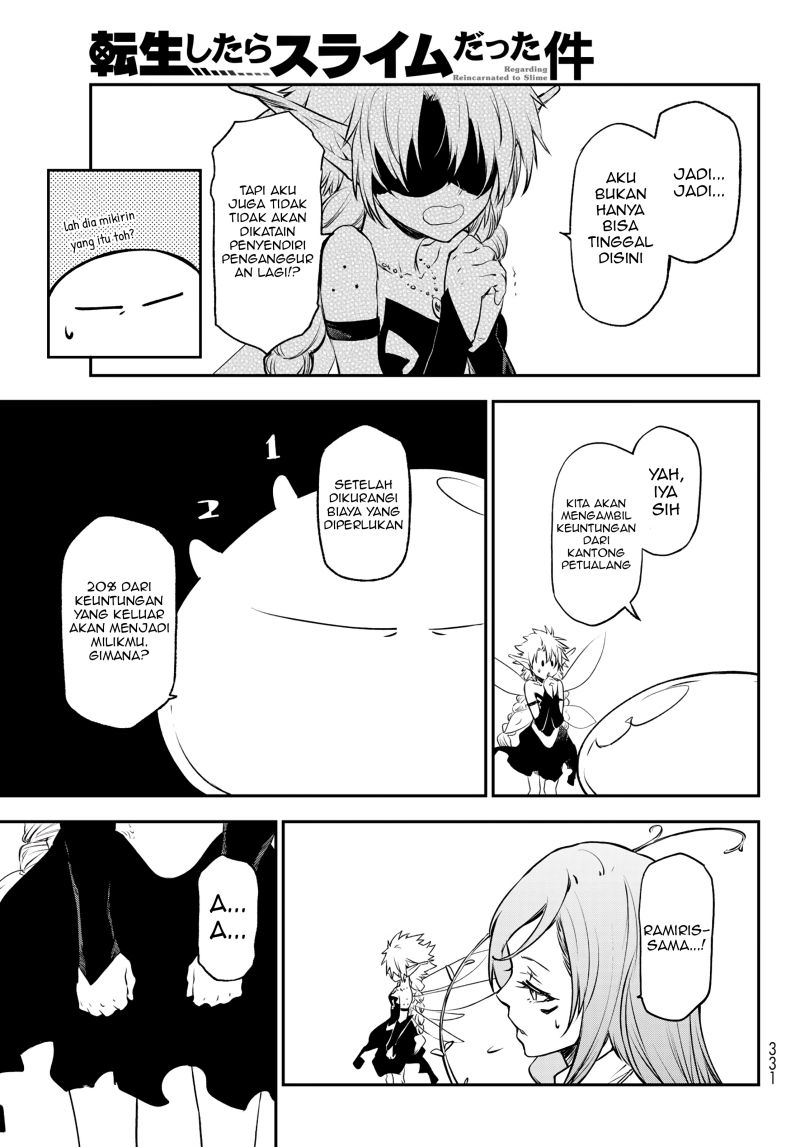 転生したらスライムだった件
Regarding
Reincarnated to Slime
JADI...
JADI...
AKU
BUKAN
HANYA
BISA
TINGGAL
DISINI
TAPI AKU
JUGA TIDAK
TIDAK AKAN
DIKATAIN
PENYENDIRI
PENGANGGUR
AN LAGI!?
lah dia mikirin
yang itu toh?
YAH,
IYA
SIH
KITA AKAN
MENGAMBIL
KEUNTUNGAN
DARI
KANTONG
PETUALANG
SETELAH
DIKURANGI
BIAYA YANG
DIPERLUKAN
1
2
20% DARI
KEUNTUNGAN
YANG KELUAR
AKAN MENJADI
MILIKMU.
GIMANA?
RAMIRIS-
SAMA...!
A...
A...
331